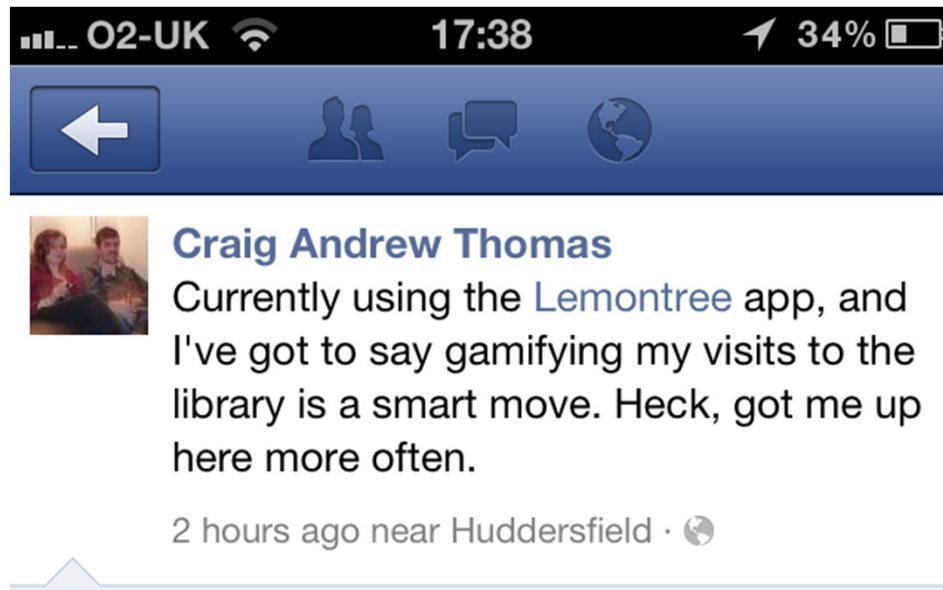 O2-UK 17:38 34%
Craig Andrew Thomas
Currently using the Lemontree app, and
I've got to say gamifying my visits to the
library is a smart move. Heck, got me up
here more often.
2 hours ago near Huddersfield ·